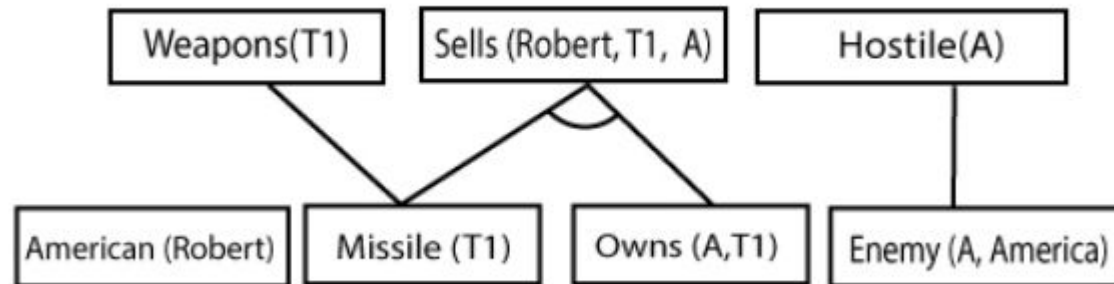 Weapons(T1)
Sells (Robert, T1, A)
Hostile(A)
American (Robert)
Missile (T1)
Owns (A,T1)
Enemy (A, America)